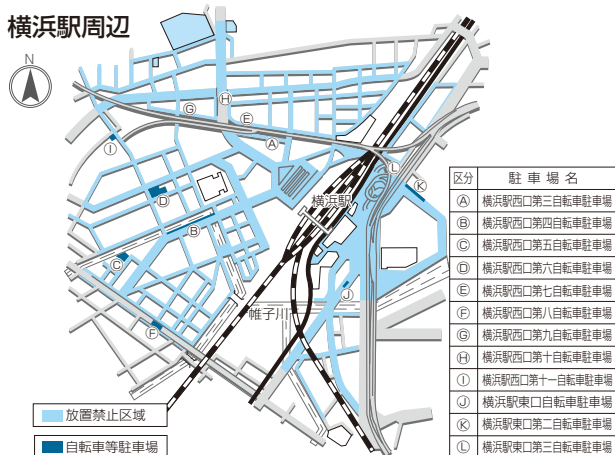 横浜駅周辺
N
Ⓗ
Ⓖ
Ⓔ
Ⓐ
Ⓘ
Ⓛ
Ⓚ
Ⓓ
横浜駅
Ⓑ
Ⓒ
Ⓙ
帷子川
Ⓕ
放置禁止区域
自転車等駐車場
区分 駐車場名
Ⓐ 横浜駅西口第三自転車駐車場
Ⓑ 横浜駅西口第四自転車駐車場
Ⓒ 横浜駅西口第五自転車駐車場
Ⓓ 横浜駅西口第六自転車駐車場
Ⓔ 横浜駅西口第七自転車駐車場
Ⓕ 横浜駅西口第八自転車駐車場
Ⓖ 横浜駅西口第九自転車駐車場
Ⓗ 横浜駅西口第十自転車駐車場
Ⓘ 横浜駅西口第十一自転車駐車場
Ⓙ 横浜駅東口自転車駐車場
Ⓚ 横浜駅東口第二自転車駐車場
Ⓛ 横浜駅東口第三自転車駐車場